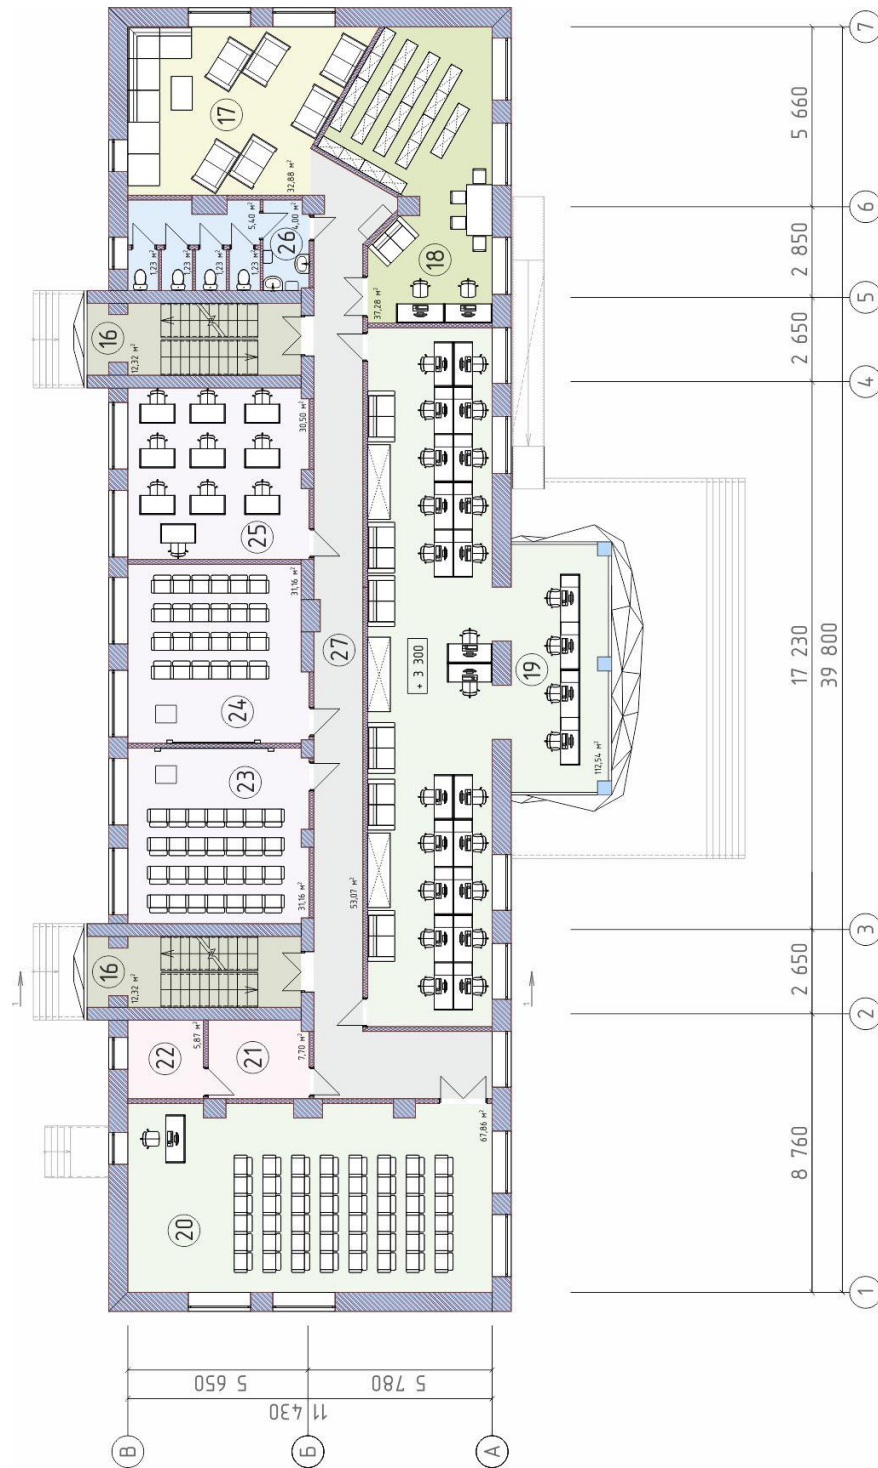 7
5 660
6
2 850
5
2 650
4
17 230
39 800
3
2 650
2
8 760
1
В
5 650
Б
5 780
А
11 430
17
32,88 м²
18
37,28 м²
26
5,40 м²
4,00 м²
1,23 м²
1,23 м²
1,23 м²
1,23 м²
16
12,32 м²
25
30,50 м²
24
31,16 м²
27
53,07 м²
+ 3 300
19
112,54 м²
23
31,16 м²
16
12,32 м²
1
1
22
5,87 м²
21
7,70 м²
20
67,86 м²